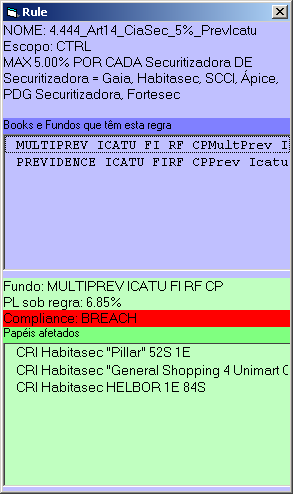 Rule
NOME: 4.444_Art14_CiaSec_5%_PrevIcatu
Escopo: CTRL
MAX 5.00% POR CADA Securitizadora DE
Securitizadora = Gaia, Habitasec, SCCI, Ápice,
PDG Securitizadora, Fortesec
Books e Fundos que têm esta regra
MULTIPREV ICATU FI RF CPMultPrev I
PREVIDENCE ICATU FIRF CPPrev Icatu
Fundo: MULTIPREV ICATU FI RF CP
PL sob regra: 6.85%
Compliance: BREACH
Papéis afetados
CRI Habitasec "Pillar" 52S 1E
CRI Habitasec "General Shopping 4 Unimart C
CRI Habitasec HELBOR 1E 84S